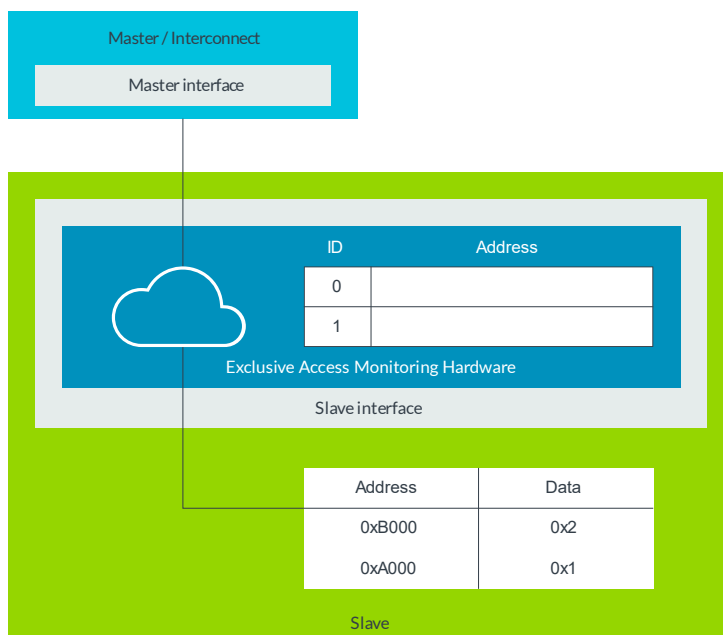 Master / Interconnect
Master interface
ID Address
0
1
Exclusive Access Monitoring Hardware
Slave interface
Address Data
0xB000 0x2
0xA000 0x1
Slave